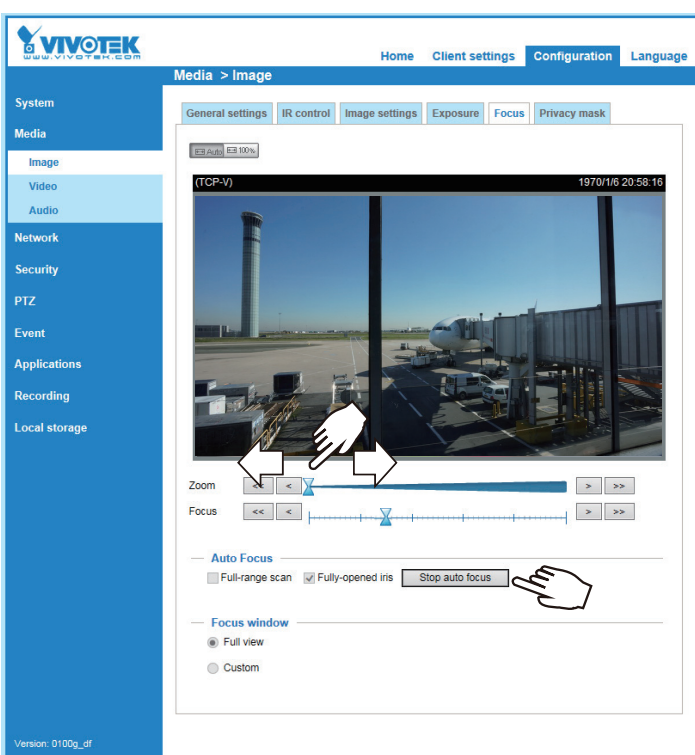 VIVOTEK
WWW.VIVOTEK.COM
Home Client settings Configuration Language
Media > Image
System
Media
Image
Video
Audio
Network
Security
PTZ
Event
Applications
Recording
Local storage
Version: 0100g_df
General settings IR control Image settings Exposure Focus Privacy mask
Auto 100%
(TCP-V) 1970/1/6 20:58:16
Zoom << < > >>
Focus << < > >>
Auto Focus
Full-range scan Fully-opened iris Stop auto focus
Focus window
Full view
Custom